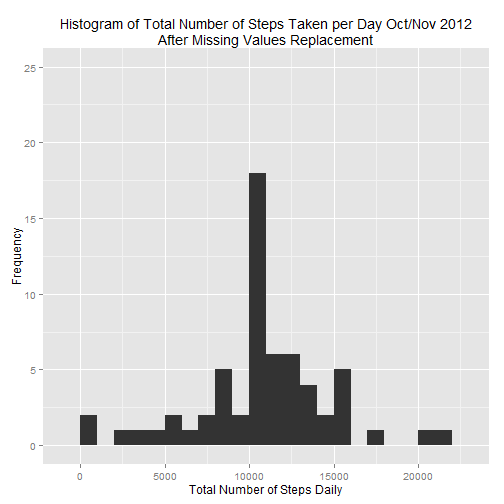 Histogram of Total Number of Steps Taken per Day Oct/Nov 2012
After Missing Values Replacement
25
20
15
10
5
0
Frequency
0 5000 10000 15000 20000
Total Number of Steps Daily